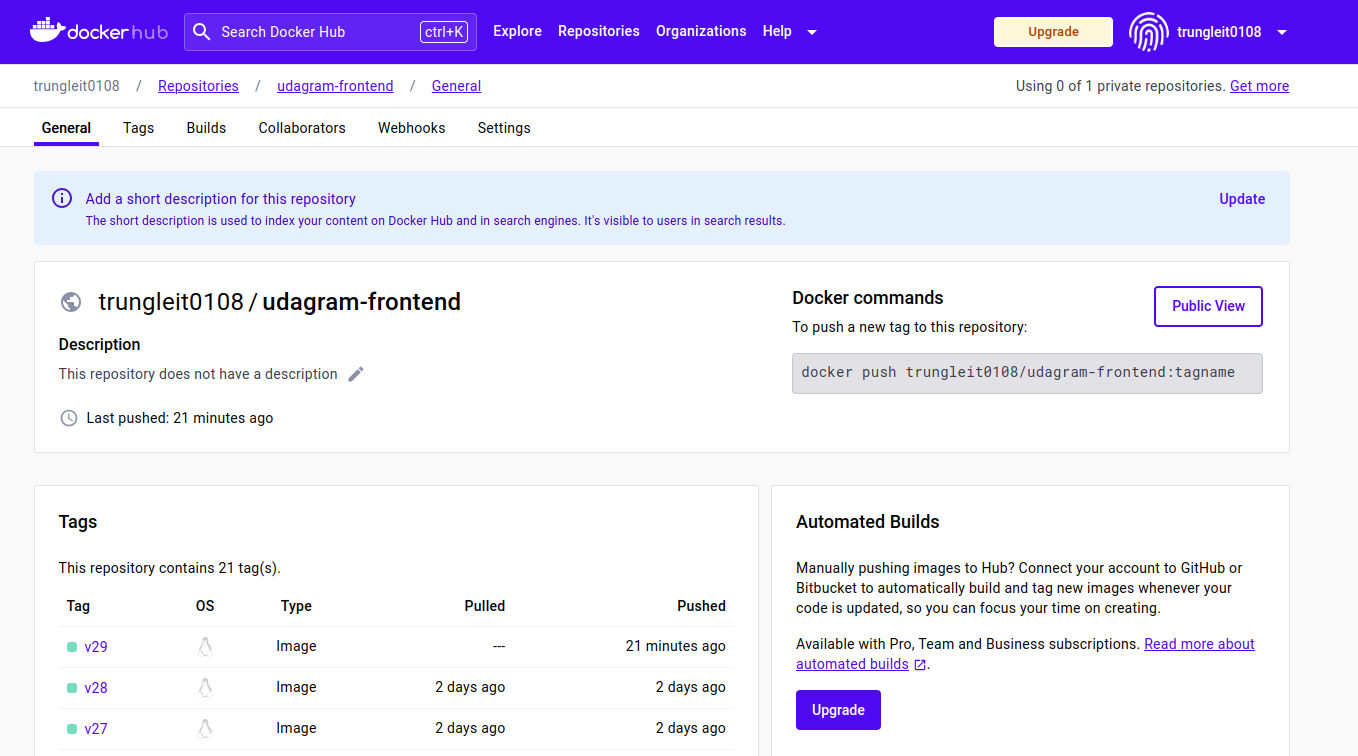 dockerhub Search Docker Hub ctrl+K Explore Repositories Organizations Help Upgrade trungleit0108
trungleit0108 / Repositories / udagram-frontend / General Using 0 of 1 private repositories. Get more
General Tags Builds Collaborators Webhooks Settings
Add a short description for this repository Update
The short description is used to index your content on Docker Hub and in search engines. It's visible to users in search results.
trungleit0108 / udagram-frontend
Description
This repository does not have a description
Last pushed: 21 minutes ago
Docker commands
Public View
To push a new tag to this repository:
docker push trungleit0108/udagram-frontend:tagname
Tags
This repository contains 21 tag(s).
Tag OS Type Pulled Pushed
v29 Image --- 21 minutes ago
v28 Image 2 days ago 2 days ago
v27 Image 2 days ago 2 days ago
Automated Builds
Manually pushing images to Hub? Connect your account to GitHub or
Bitbucket to automatically build and tag new images whenever your
code is updated, so you can focus your time on creating.
Available with Pro, Team and Business subscriptions. Read more about
automated builds.
Upgrade